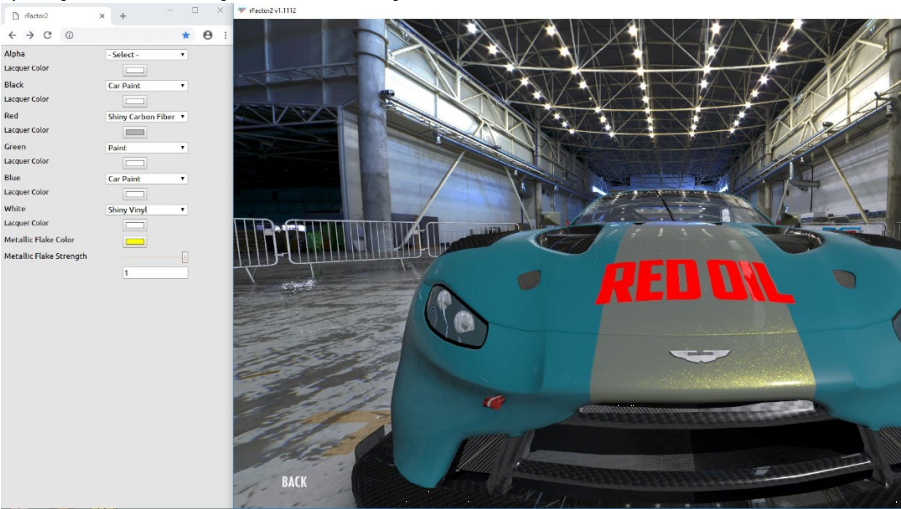 rFactor2
rFactor2 v1.1112
Alpha
- Select -
Lacquer Color
Black
Car Paint
Lacquer Color
Red
Shiny Carbon Fiber
Lacquer Color
Green
Paint
Lacquer Color
Blue
Car Paint
Lacquer Color
White
Shiny Vinyl
Lacquer Color
Metallic Flake Color
Metallic Flake Strength
1
RED OIL
BACK